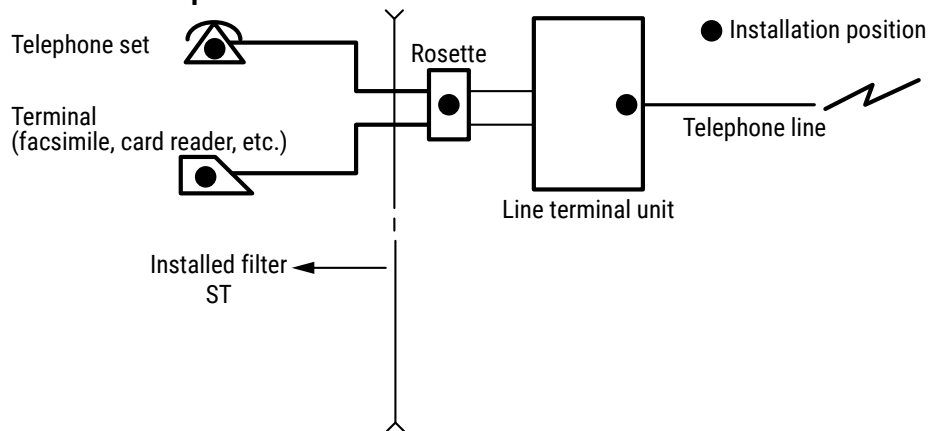 Telephone set
Rosette
Installation position
Terminal
(facsimile, card reader, etc.)
Telephone line
Line terminal unit
Installed filter
ST